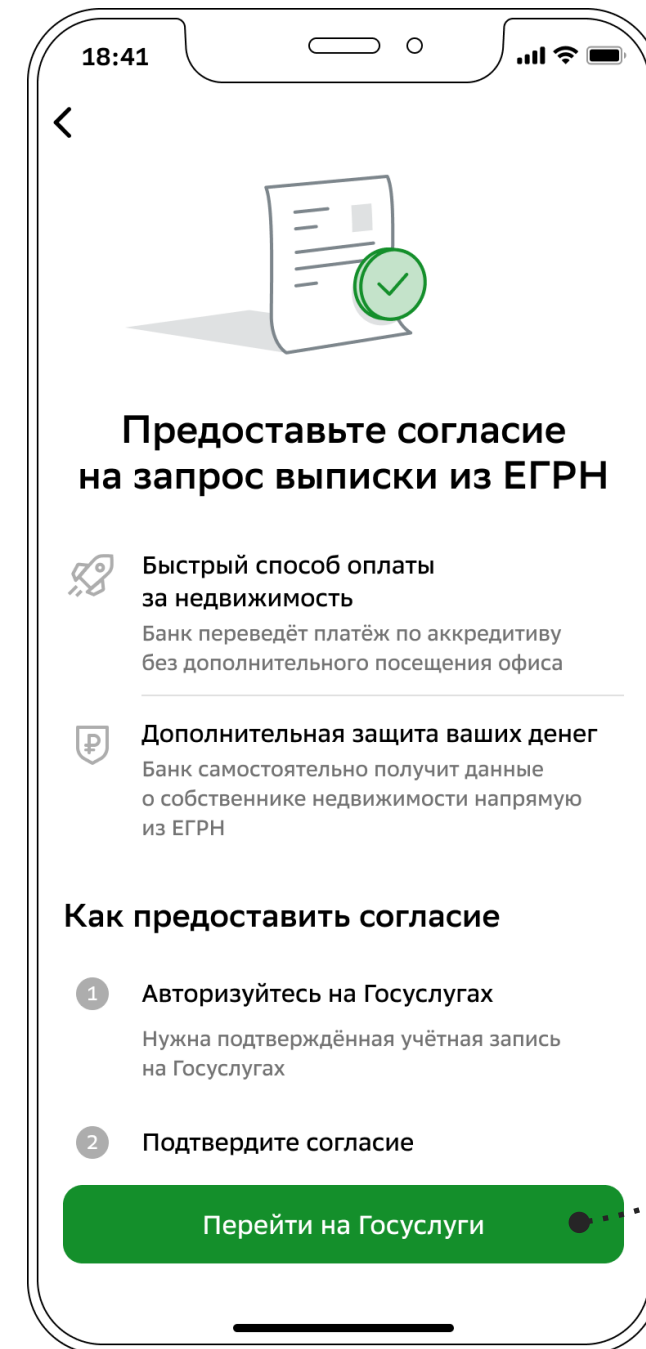 18:41
Предоставьте согласие
на запрос выписки из ЕГРН
Быстрый способ оплаты
за недвижимость
Банк переведёт платёж по аккредитиву
без дополнительного посещения офиса
Дополнительная защита ваших денег
Банк самостоятельно получит данные
о собственнике недвижимости напрямую
из ЕГРН
Как предоставить согласие
1 Авторизуйтесь на Госуслугах
Нужна подтверждённая учётная запись
на Госуслугах
2 Подтвердите согласие
Перейти на Госуслуги